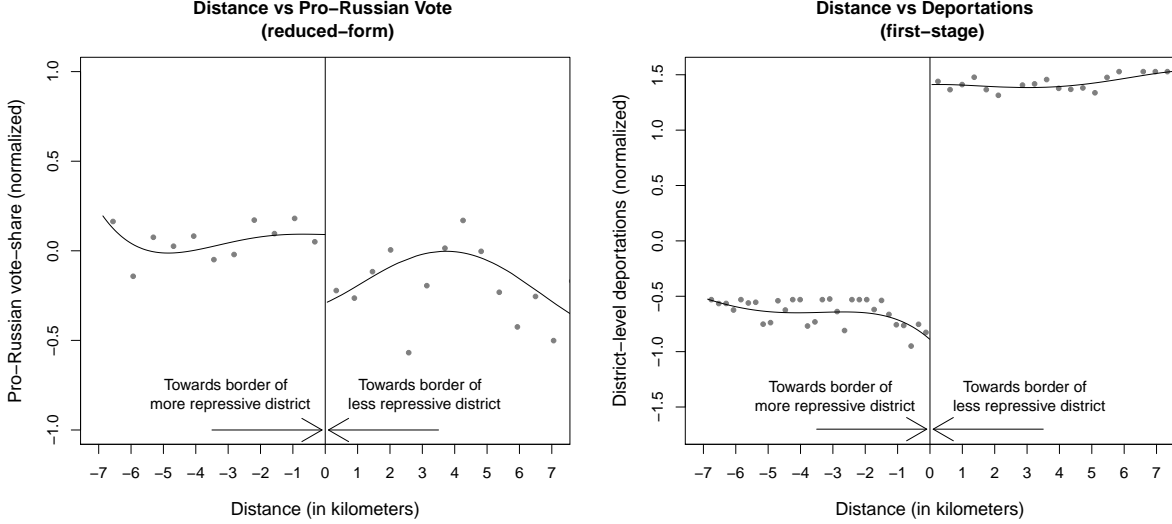 Distance vs Pro−Russian Vote
(reduced−form)
Pro−Russian vote−share (normalized)
1.0
0.5
0.0
−0.5
−1.0
Towards border of
more repressive district
Towards border of
less repressive district
−7 −6 −5 −4 −3 −2 −1 0 1 2 3 4 5 6 7
Distance (in kilometers)
Distance vs Deportations
(first−stage)
District−level deportations (normalized)
1.5
1.0
0.5
0.0
−0.5
−1.0
−1.5
Towards border of
more repressive district
Towards border of
less repressive district
−7 −6 −5 −4 −3 −2 −1 0 1 2 3 4 5 6 7
Distance (in kilometers)